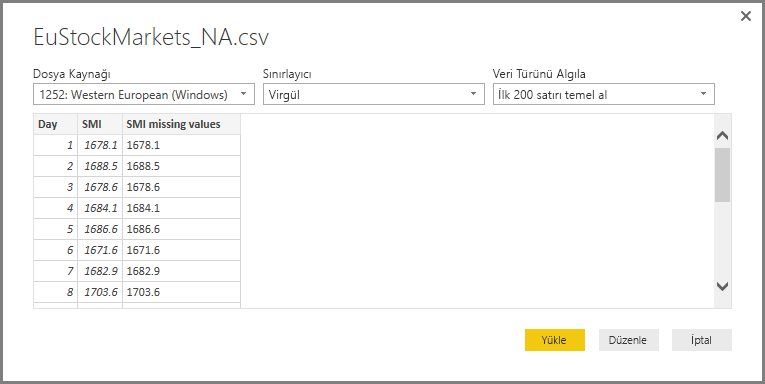 EuStockMarkets_NA.csv
Dosya Kaynağı Sınırlayıcı Veri Türünü Algıla
1252: Western European (Windows) Virgül İlk 200 satırı temel al
Day SMI SMI missing values
1 1678.1 1678.1
2 1688.5 1688.5
3 1678.6 1678.6
4 1684.1 1684.1
5 1686.6 1686.6
6 1671.6 1671.6
7 1682.9 1682.9
8 1703.6 1703.6
Yükle Düzenle İptal